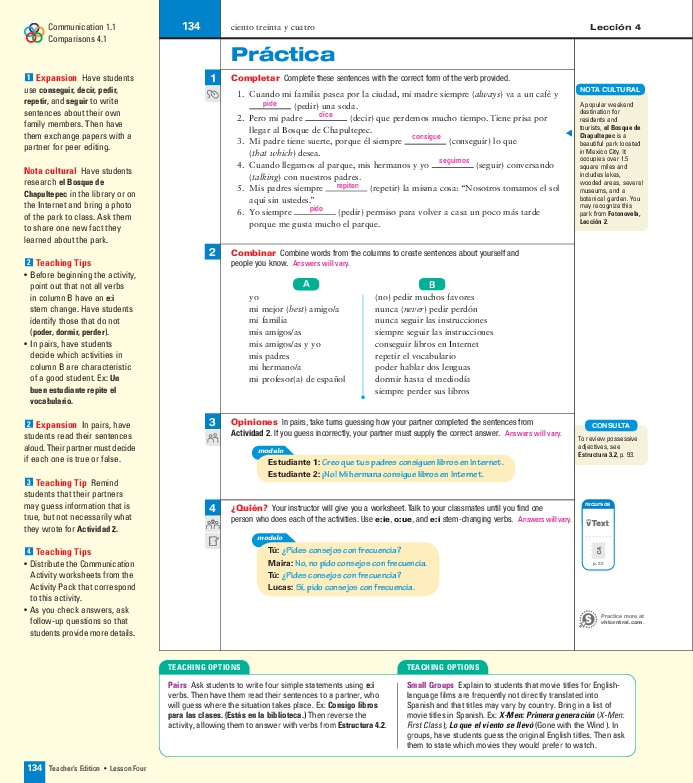 Communication 1.1
Comparisons 4.1
1 Expansion Have students
use conseguir, decir, pedir,
repetir, and seguir to write
sentences about their own
family members. Then have
them exchange papers with a
partner for peer editing.
Nota cultural Have students
research el Bosque de
Chapultepec in the library or on
the Internet and bring a photo
of the park to class. Ask them
to share one new fact they
learned about the park.
2 Teaching Tips
• Before beginning the activity,
point out that not all verbs
in column B have an e:i
stem change. Have students
identify those that do not
(poder, dormir, perder).
• In pairs, have students
decide which activities in
column B are characteristic
of a good student. Ex: Un
buen estudiante repite el
vocabulario.
2 Expansion In pairs, have
students read their sentences
aloud. Their partner must decide
if each one is true or false.
3 Teaching Tip Remind
students that their partners
may guess information that is
true, but not necessarily what
they wrote for Actividad 2.
4 Teaching Tips
• Distribute the Communication
Activity worksheets from the
Activity Pack that correspond
to this activity.
• As you check answers, ask
follow-up questions so that
students provide more details.
134 ciento treinta y cuatro Lección 4
Práctica
1 Completar Complete these sentences with the correct form of the verb provided.
1. Cuando mi familia pasea por la ciudad, mi madre siempre (always) va a un café y
pide (pedir) una soda.
2. Pero mi padre dice (decir) que perdemos mucho tiempo. Tiene prisa por
llegar al Bosque de Chapultepec.
3. Mi padre tiene suerte, porque él siempre consigue (conseguir) lo que
(that which) desea.
4. Cuando llegamos al parque, mis hermanos y yo seguimos (seguir) conversando
(talking) con nuestros padres.
5. Mis padres siempre repiten (repetir) la misma cosa: “Nosotros tomamos el sol
aquí sin ustedes.”
6. Yo siempre pido (pedir) permiso para volver a casa un poco más tarde
porque me gusta mucho el parque.
NOTA CULTURAL
A popular weekend
destination for
residents and
tourists, el Bosque de
Chapultepec is a
beautiful park located
in Mexico City. It
occupies over 1.5
square miles and
includes lakes,
wooded areas, several
museums, and a
botanical garden. You
may recognize this
park from Fotonovela,
Lección 2.
2 Combinar Combine words from the columns to create sentences about yourself and
people you know. Answers will vary.
A B
yo (no) pedir muchos favores
mi mejor (best) amigo/a nunca (never) pedir perdón
mi familia nunca seguir las instrucciones
mis amigos/as siempre seguir las instrucciones
mis amigos/as y yo conseguir libros en Internet
mis padres repetir el vocabulario
mi hermano/a poder hablar dos lenguas
mi profesor(a) de español dormir hasta el mediodía
siempre perder sus libros
3 Opiniones In pairs, take turns guessing how your partner completed the sentences from
Actividad 2. If you guess incorrectly, your partner must supply the correct answer. Answers will vary.
modelo
Estudiante 1: Creo que tus padres consiguen libros en Internet.
Estudiante 2: ¡No! Mi hermana consigue libros en Internet.
CONSULTA
To review possessive
adjectives, see
Estructura 3.2, p. 93.
4 ¿Quién? Your instructor will give you a worksheet. Talk to your classmates until you find one
person who does each of the activities. Use e:ie, o:ue, and e:i stem-changing verbs. Answers will vary.
modelo
Tú: ¿Pides consejos con frecuencia?
Maira: No, no pido consejos con frecuencia.
Tú: ¿Pides consejos con frecuencia?
Lucas: Sí, pido consejos con frecuencia.
recursos
vText
CA
Practice more at
vhlcentral.com.
TEACHING OPTIONS
Pairs Ask students to write four simple statements using e:i
verbs. Then have them read their sentences to a partner, who
will guess where the situation takes place. Ex: Consigo libros
para las clases. (Estás en la biblioteca.) Then reverse the
activity, allowing them to answer with verbs from Estructura 4.2.
TEACHING OPTIONS
Small Groups Explain to students that movie titles for English-
language films are frequently not directly translated into
Spanish and that titles may vary by country. Bring in a list of
movie titles in Spanish. Ex: X-Men: Primera generación (X-Men:
First Class); Lo que el viento se llevó (Gone with the Wind). In
groups, have students guess the original English titles. Then ask
them to state which movies they would prefer to watch.
134 Teacher's Edition • Lesson Four